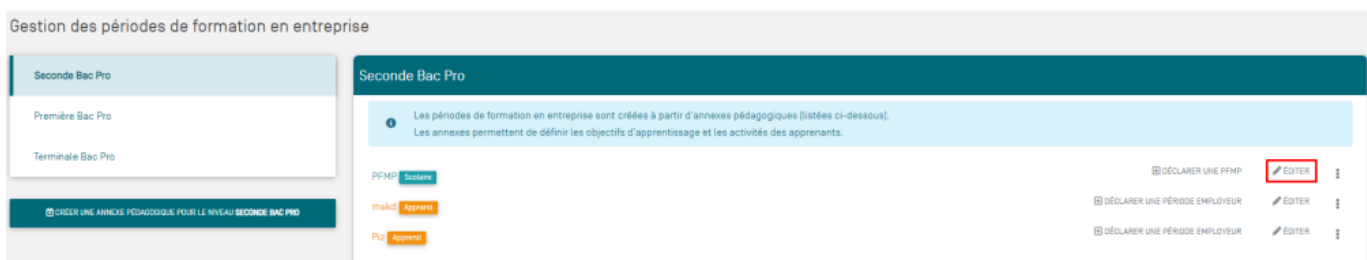 Gestion des périodes de formation en entreprise
Seconde Bac Pro
Première Bac Pro
Terminale Bac Pro
CRÉER UNE ANNEXE PÉDAGOGIQUE POUR LE NIVEAU SECONDE BAC PRO
Seconde Bac Pro
Les périodes de formation en entreprise sont créées à partir d'annexes pédagogiques (listées ci-dessous).
Les annexes permettent de définir les objectifs d'apprentissage et les activités des apprenants.
PFMP Scolaire DÉCLARER UNE PFMP ÉDITER
mskd Apprenti DÉCLARER UNE PÉRIODE EMPLOYEUR ÉDITER
Piz Apprenti DÉCLARER UNE PÉRIODE EMPLOYEUR ÉDITER